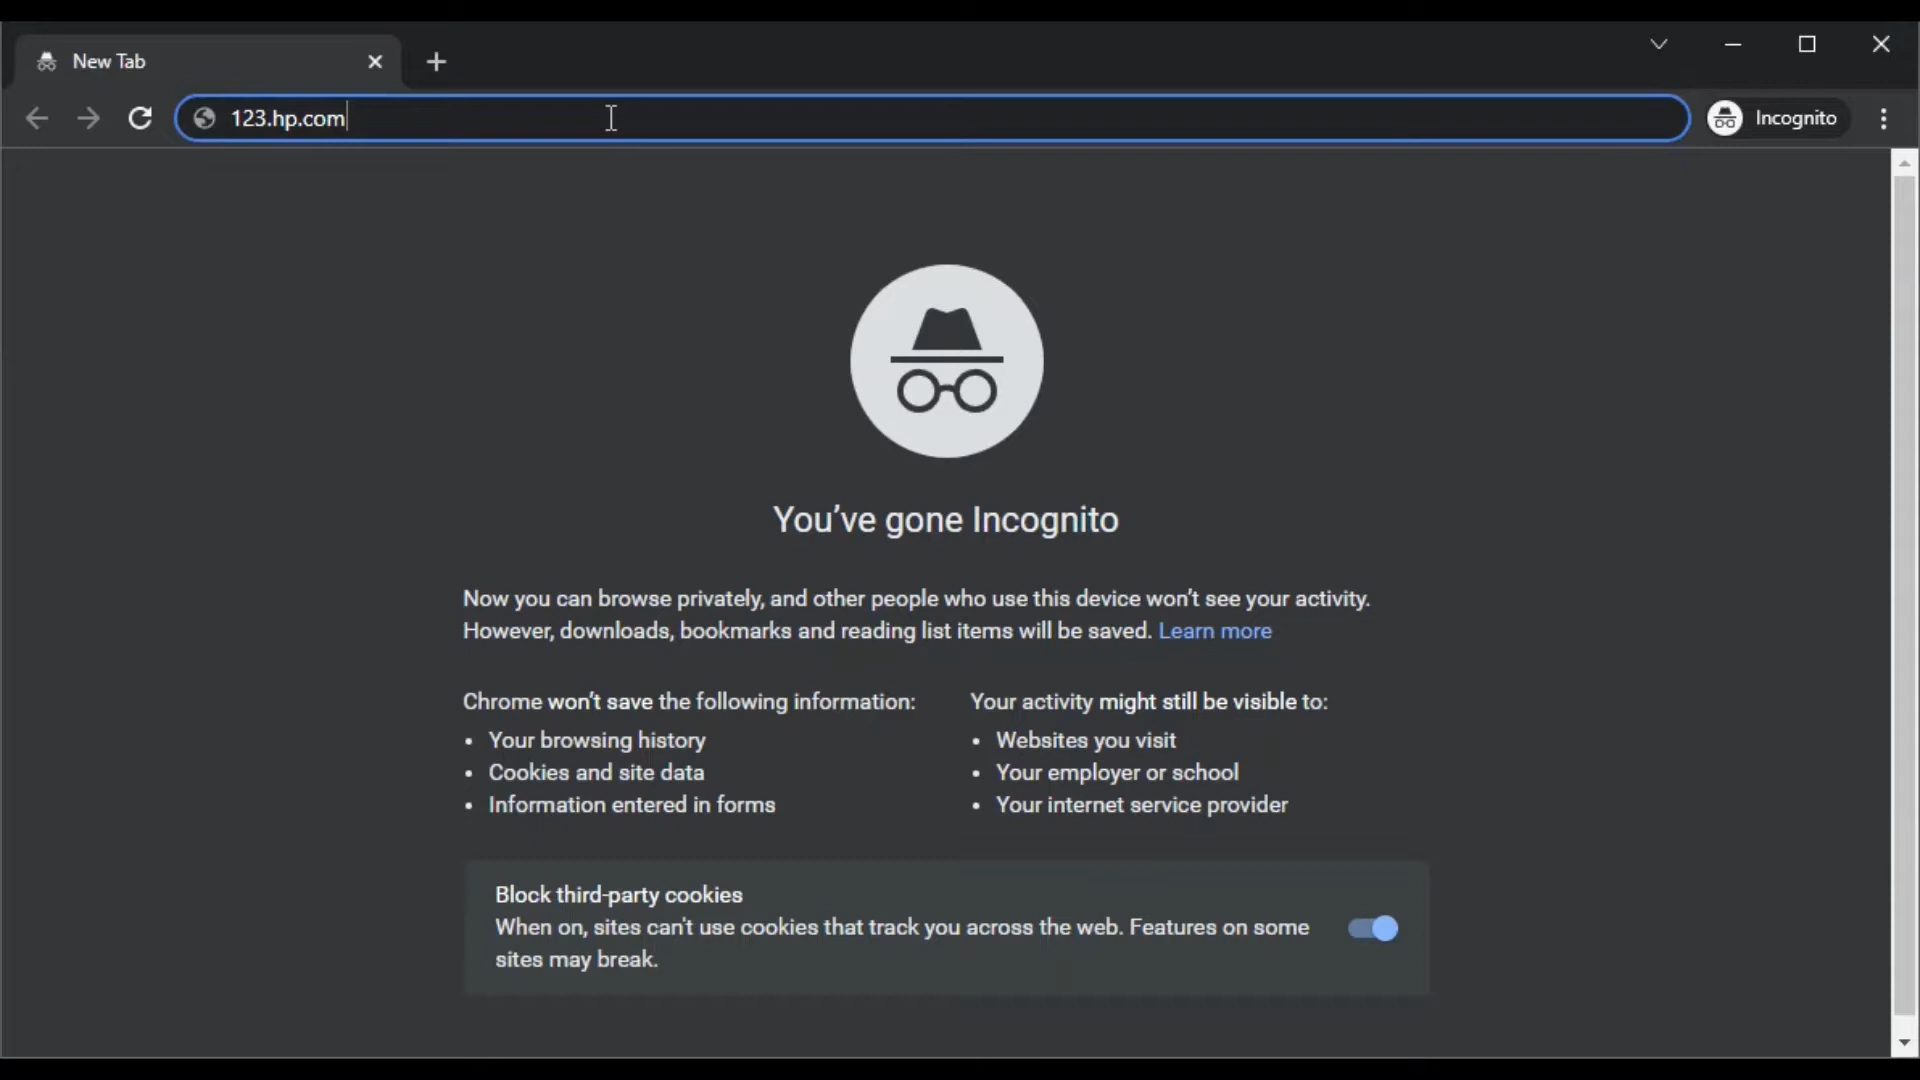 New Tab
123.hp.com
Incognito
You've gone Incognito
Now you can browse privately, and other people who use this device won't see your activity.
However, downloads, bookmarks and reading list items will be saved. Learn more
Chrome won't save the following information:
• Your browsing history
• Cookies and site data
• Information entered in forms
Your activity might still be visible to:
• Websites you visit
• Your employer or school
• Your internet service provider
Block third-party cookies
When on, sites can't use cookies that track you across the web. Features on some
sites may break.